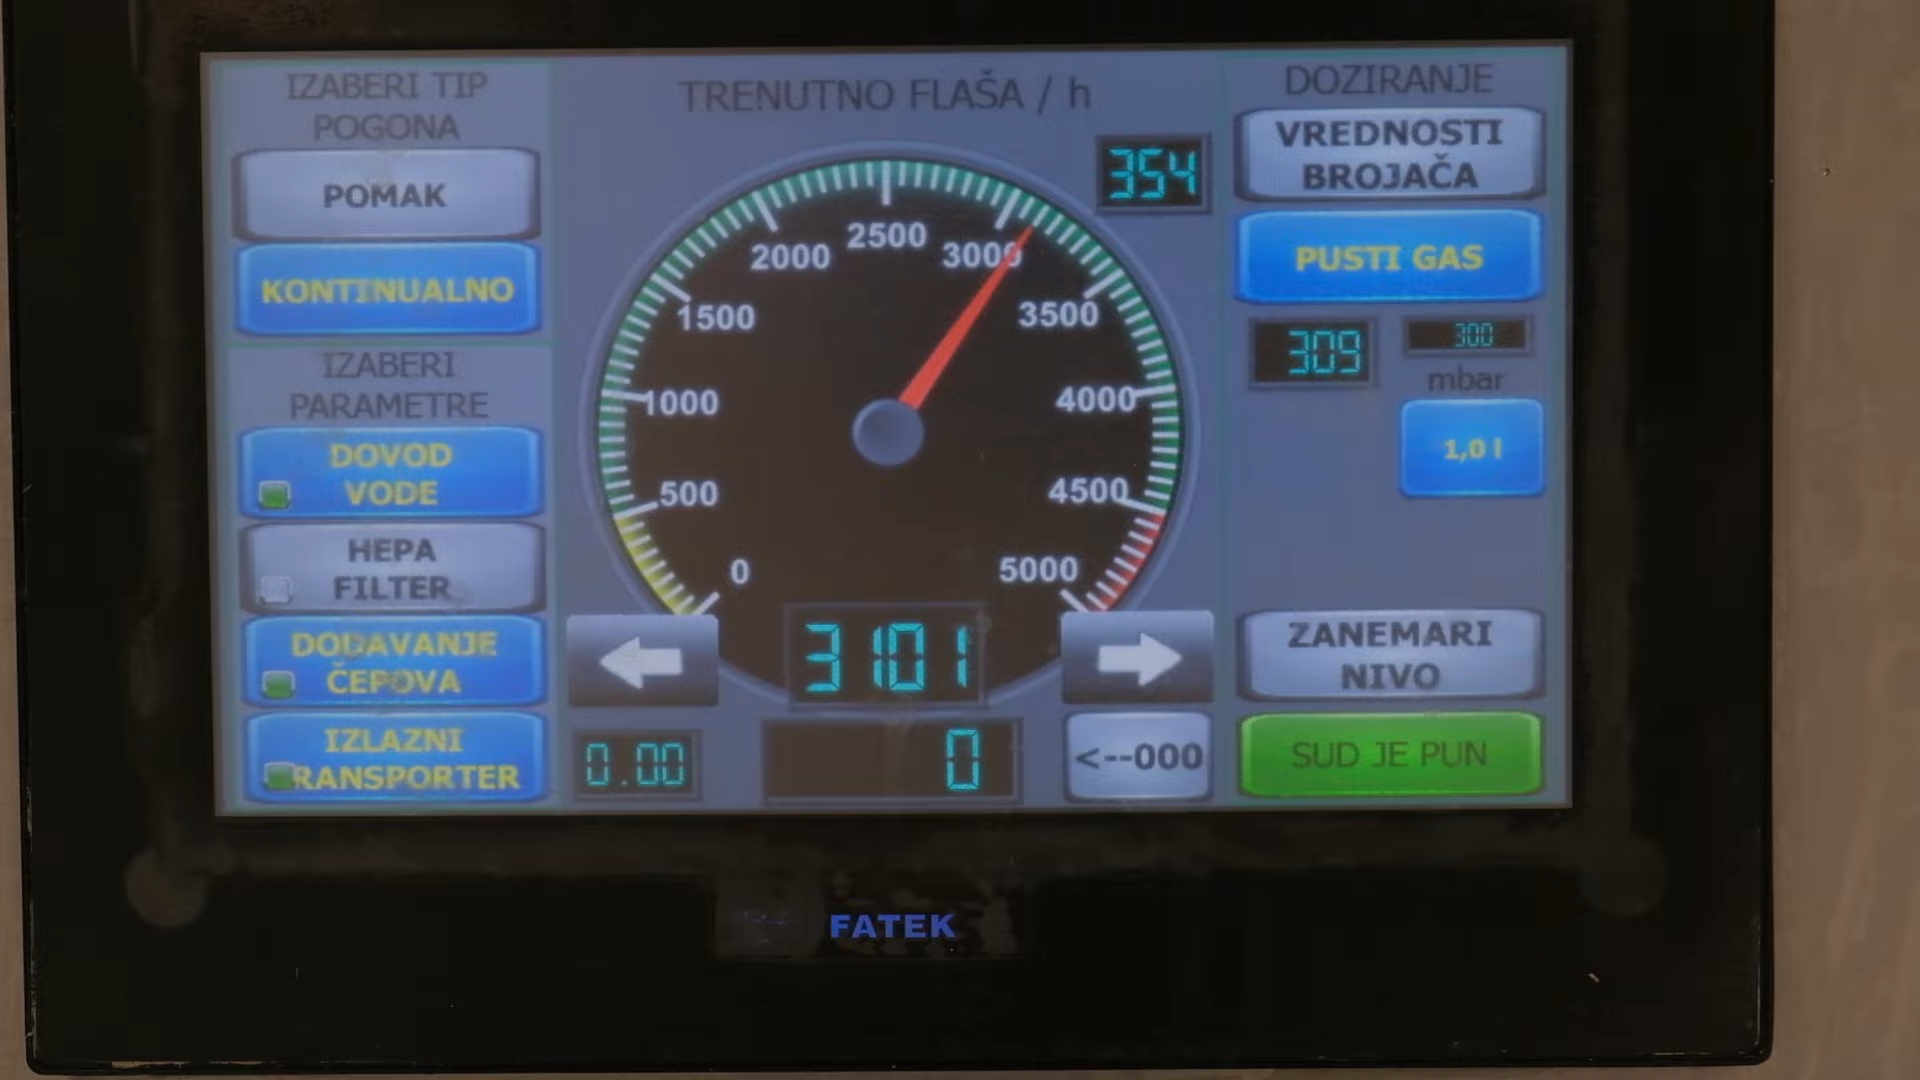 IZABERI TIP
POGONA
POMAK
KONTINUALNO
IZABERI
PARAMETRE
DOVOD
VODE
HEPA
FILTER
DODAVANJE
ČEPOVA
IZLAZNI
RANSPORTER
TRENUTNO FLAŠA / h
354
0
500
1000
1500
2000
2500
3000
3500
4000
4500
5000
3101
0.00
0
<--000
DOZIRANJE
VREDNOSTI
BROJAČA
PUSTI GAS
309
300
mbar
1,0 l
ZANEMARI
NIVO
SUD JE PUN
FATEK